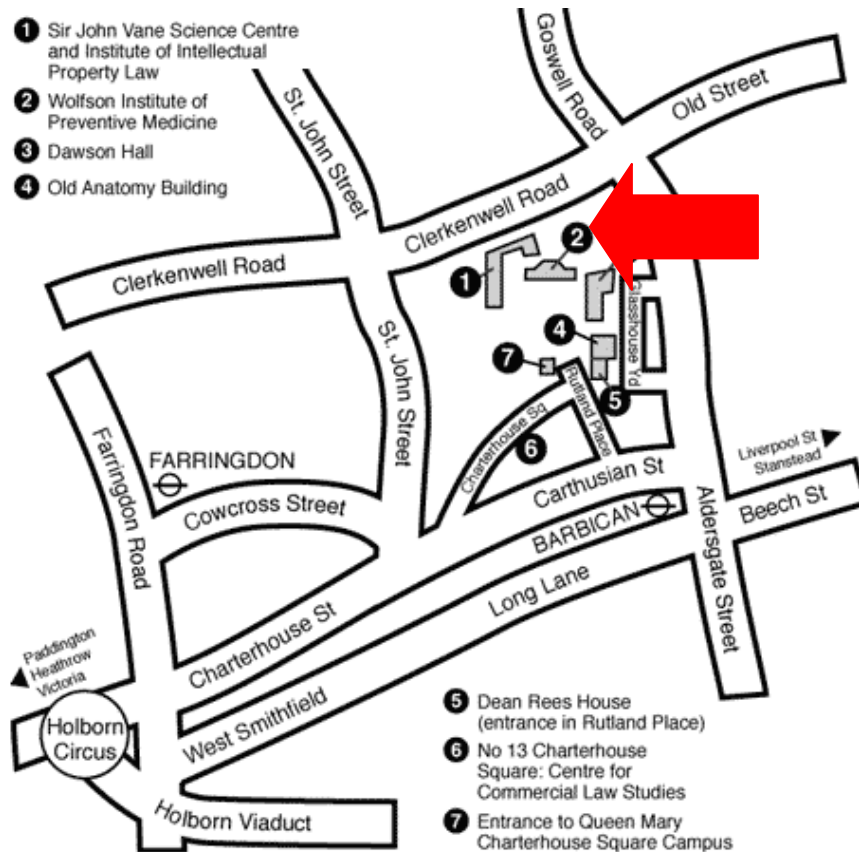 1 Sir John Vane Science Centre
and Institute of Intellectual
Property Law
2 Wolfson Institute of
Preventive Medicine
3 Dawson Hall
4 Old Anatomy Building
Goswell Road
Old Street
St. John Street
Clerkenwell Road
Clerkenwell Road
2
1
Glasshouse Yd
4
7
5
St. John Street
Rutland Place
Charterhouse Sq
6
Farringdon Road
FARRINGDON
Cowcross Street
Carthusian St
Liverpool St
Stanstead
BARBICAN
Beech St
Aldersgate Street
Long Lane
Charterhouse St
Paddington
Heathrow
Victoria
West Smithfield
Holborn
Circus
Holborn Viaduct
5 Dean Rees House
(entrance in Rutland Place)
6 No 13 Charterhouse
Square: Centre for
Commercial Law Studies
7 Entrance to Queen Mary
Charterhouse Square Campus